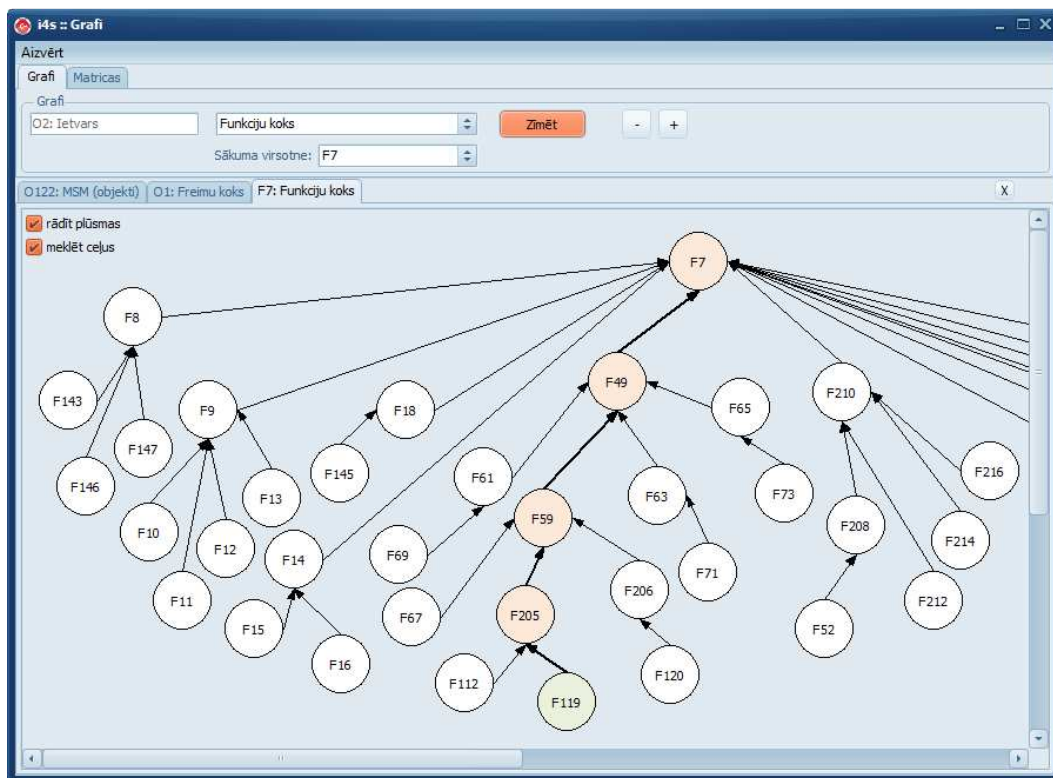 i4s :: Grafi
Aizvērt
Grafi Matricas
Grafi
O2: Ietvars Funkciju koks Zīmēt - +
Sākuma virsotne: F7
O122: MSM (objekti) O1: Freimu koks F7: Funkciju koks X
rādīt plūsmas
meklēt ceļus
F7
F8
F49
F143 F9 F18 F65 F210
F147
F146 F145 F61 F73 F216
F13 F63
F10 F59 F208
F12 F14 F69 F214
F71
F11 F67 F206 F212
F15 F205 F52
F16 F112 F120
F119